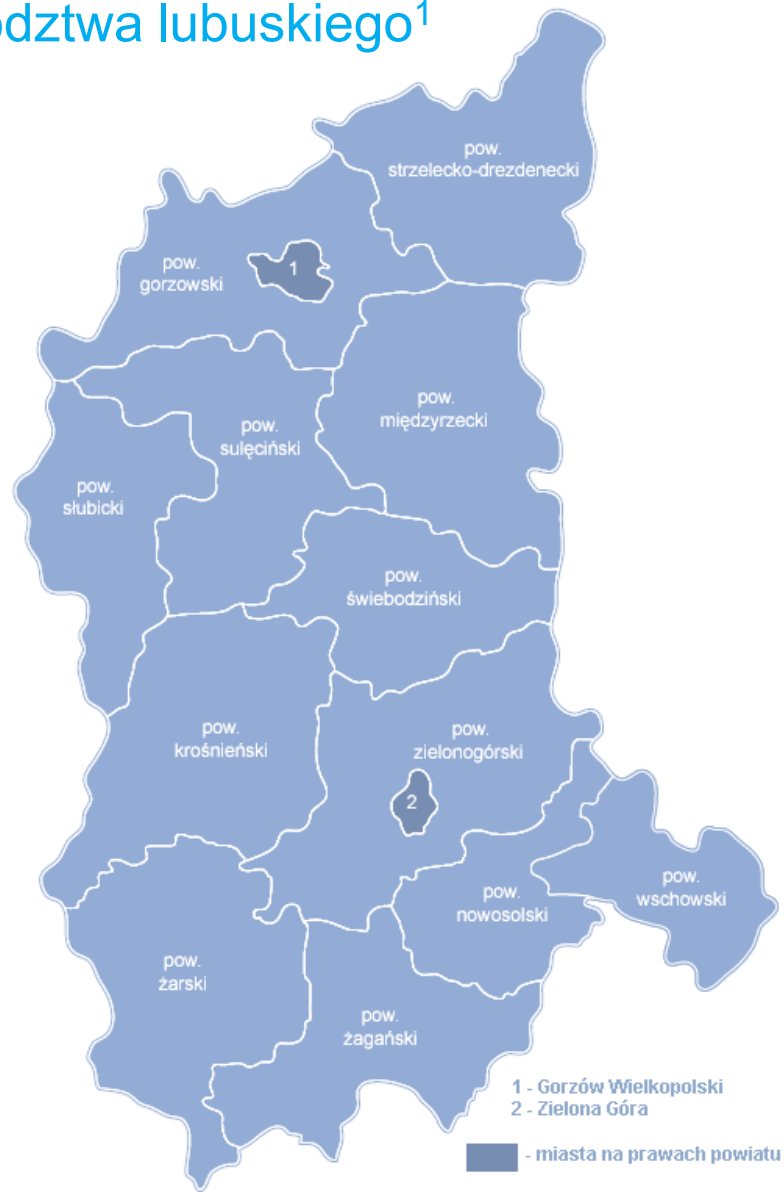 dztwa lubuskiego¹
pow.
strzelecko-drezdenecki
pow.
gorzowski
1
pow.
międzyrzecki
pow.
sulęciński
pow.
słubicki
pow.
świebodziński
pow.
krośnieński
pow.
zielonogórski
2
pow.
wschowski
pow.
nowosolski
pow.
żarski
pow.
żagański
1 - Gorzów Wielkopolski
2 - Zielona Góra
- miasta na prawach powiatu